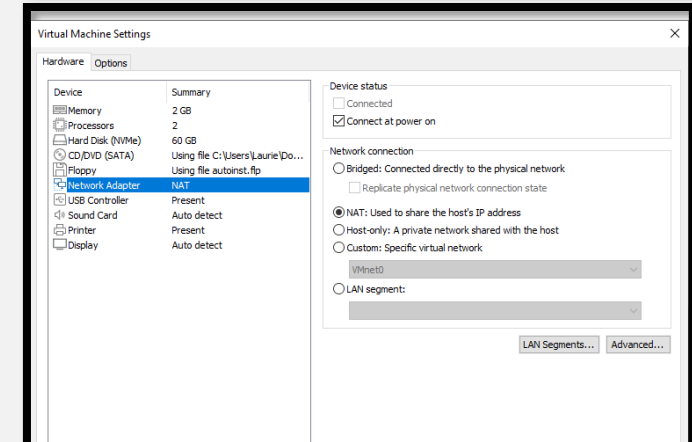 Virtual Machine Settings
Hardware Options
Device Summary
Memory 2 GB
Processors 2
Hard Disk (NVMe) 60 GB
CD/DVD (SATA) Using file C:\Users\Laurie\Do...
Floppy Using file autoinst.flp
Network Adapter NAT
USB Controller Present
Sound Card Auto detect
Printer Present
Display Auto detect
Device status
Connected
Connect at power on
Network connection
Bridged: Connected directly to the physical network
Replicate physical network connection state
NAT: Used to share the host's IP address
Host-only: A private network shared with the host
Custom: Specific virtual network
VMnet0
LAN segment:
LAN Segments... Advanced...